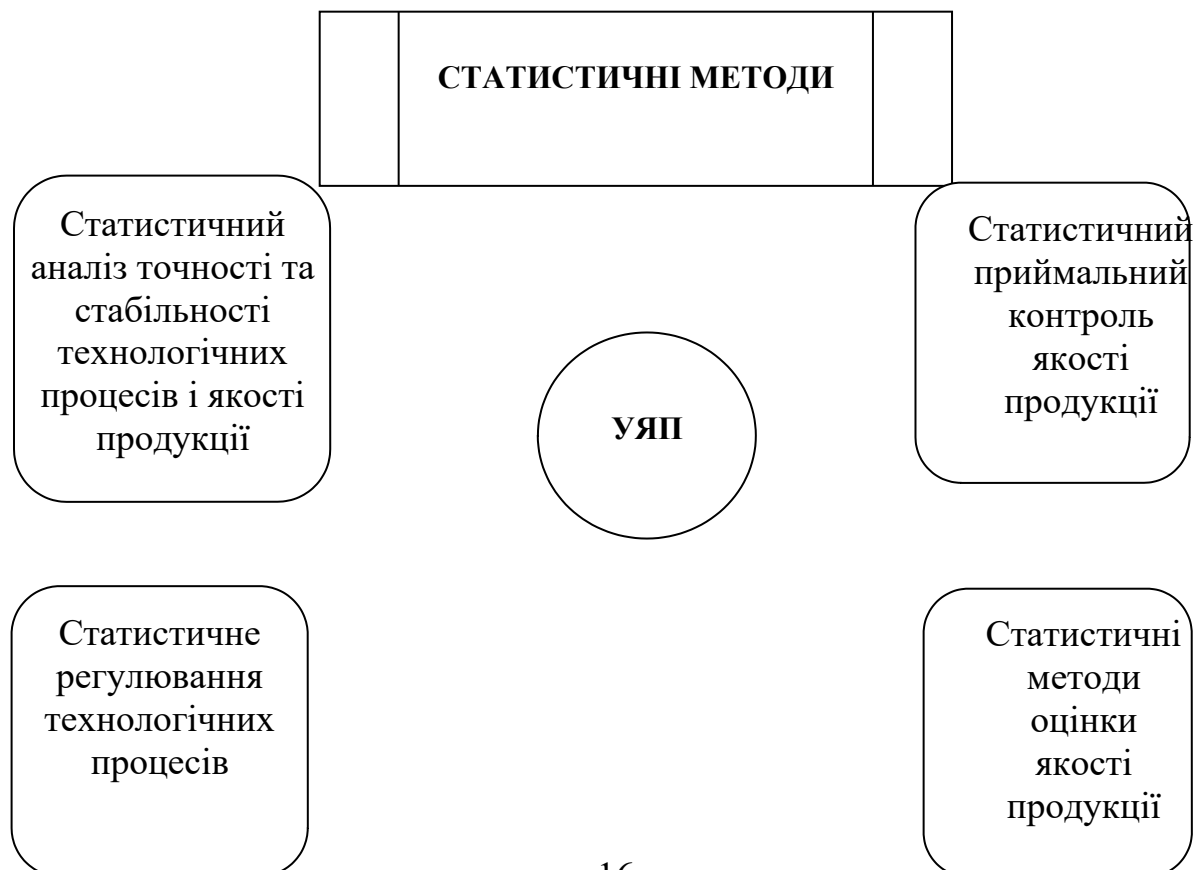 СТАТИСТИЧНІ МЕТОДИ
Статистичний
аналіз точності та
стабільності
технологічних
процесів і якості
продукції
Статистичний
приймальний
контроль
якості
продукції
УЯП
Статистичне
регулювання
технологічних
процесів
Статистичні
методи
оцінки
якості
продукції
16